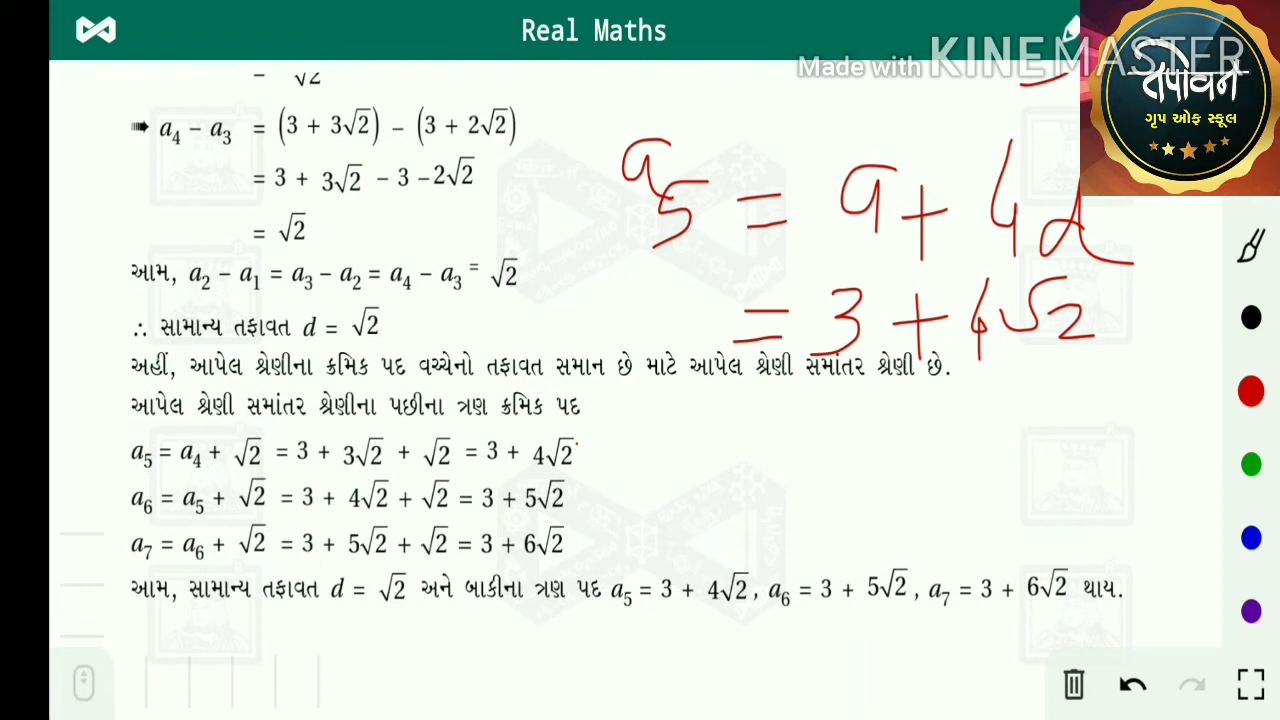 Real Maths
Made with KINEMASTER
તપોવન
ગૃપ ઓફ સ્કૂલ
= √2
➠ a₄ − a₃ = (3 + 3√2) − (3 + 2√2)
= 3 + 3√2 − 3 − 2√2
= √2
a₅ = a + 4d
= 3 + 4√2
આમ, a₂ − a₁ = a₃ − a₂ = a₄ − a₃ = √2
∴ સામાન્ય તફાવત d = √2
અહીં, આપેલ શ્રેણીના ક્રમિક પદ વચ્ચેનો તફાવત સમાન છે માટે આપેલ શ્રેણી સમાંતર શ્રેણી છે.
આપેલ શ્રેણી સમાંતર શ્રેણીના પછીના ત્રણ ક્રમિક પદ
a₅ = a₄ + √2 = 3 + 3√2 + √2 = 3 + 4√2
a₆ = a₅ + √2 = 3 + 4√2 + √2 = 3 + 5√2
a₇ = a₆ + √2 = 3 + 5√2 + √2 = 3 + 6√2
આમ, સામાન્ય તફાવત d = √2 અને બાકીના ત્રણ પદ a₅ = 3 + 4√2, a₆ = 3 + 5√2, a₇ = 3 + 6√2 થાય.